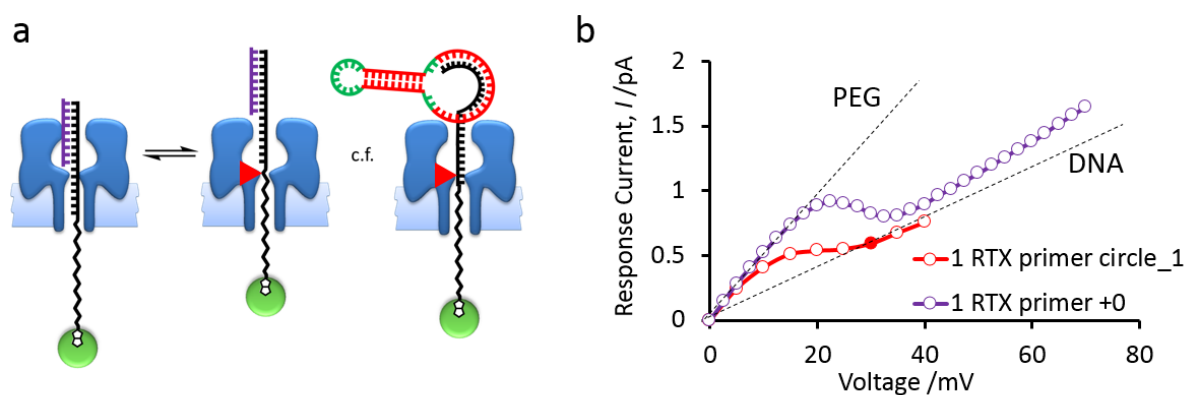 a
c.f.
b
Response Current, I /pA
2
1.5
1
0.5
0
PEG
DNA
1 RTX primer circle_1
1 RTX primer +0
0 20 40 60 80
Voltage /mV